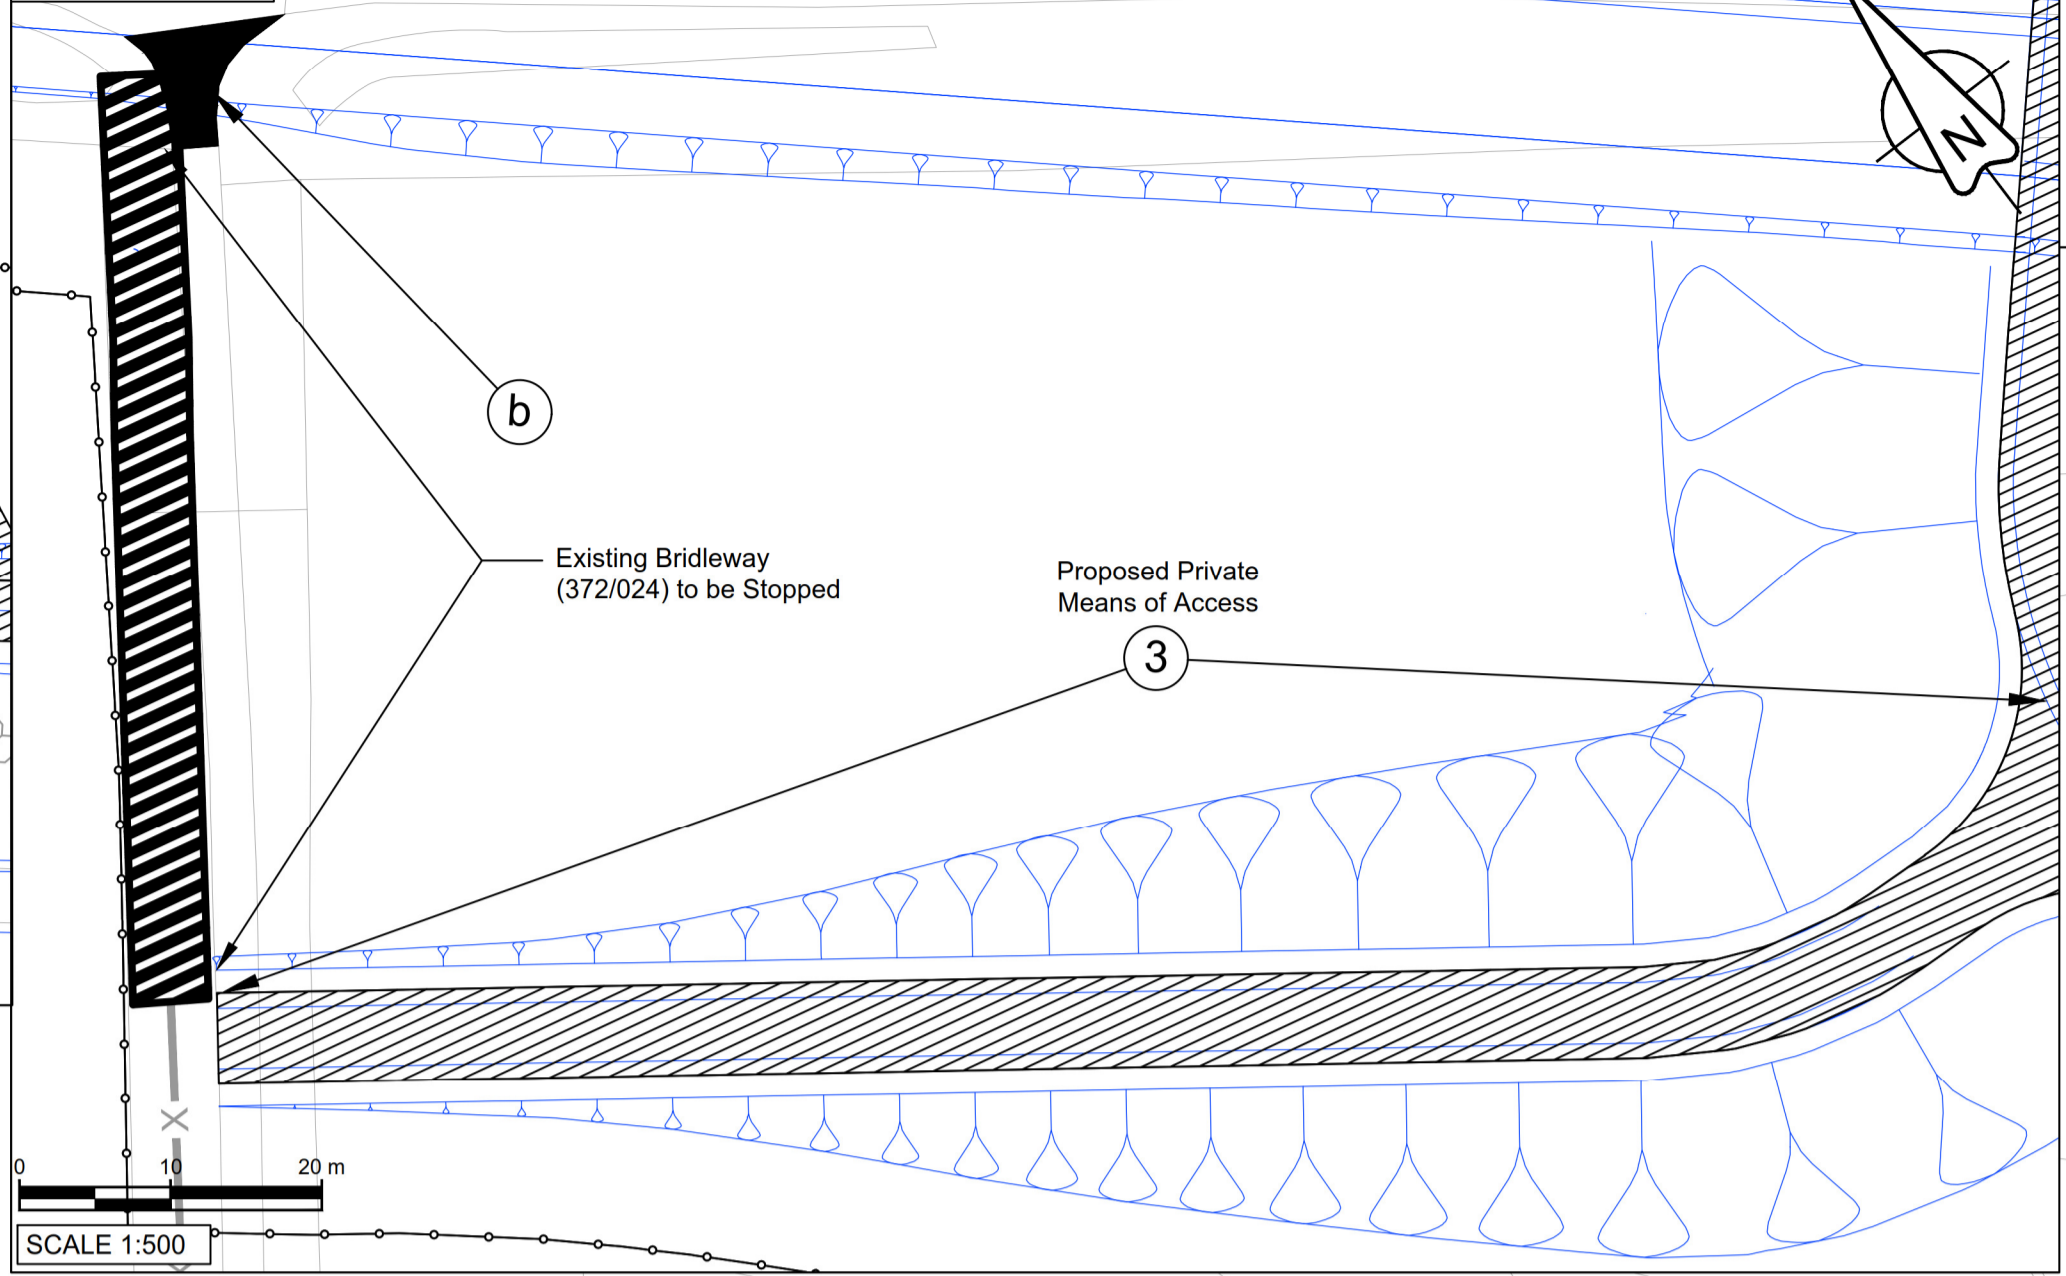 N
b
Existing Bridleway
(372/024) to be Stopped
Proposed Private
Means of Access
3
X
0 10 20 m
SCALE 1:500